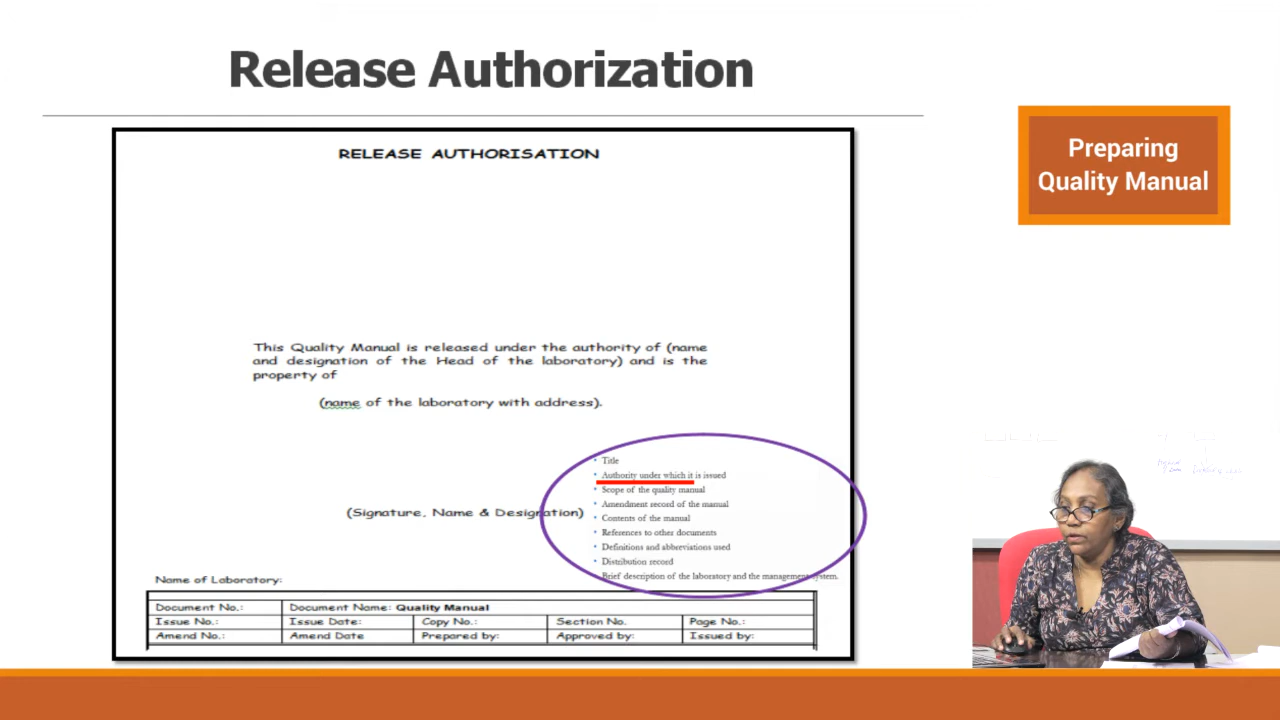 Release Authorization
Preparing
Quality Manual
RELEASE AUTHORISATION
This Quality Manual is released under the authority of (name
and designation of the Head of the laboratory) and is the
property of
(name of the laboratory with address).
(Signature, Name & Designation)
• Title
• Authority under which it is issued
• Scope of the quality manual
• Amendment record of the manual
• Contents of the manual
• References to other documents
• Definitions and abbreviations used
• Distribution record
Brief description of the laboratory and the management system.
Name of Laboratory:
Document No.: Document Name: Quality Manual
Issue No.: Issue Date: Copy No.: Section No. Page No.:
Amend No.: Amend Date Prepared by: Approved by: Issued by: